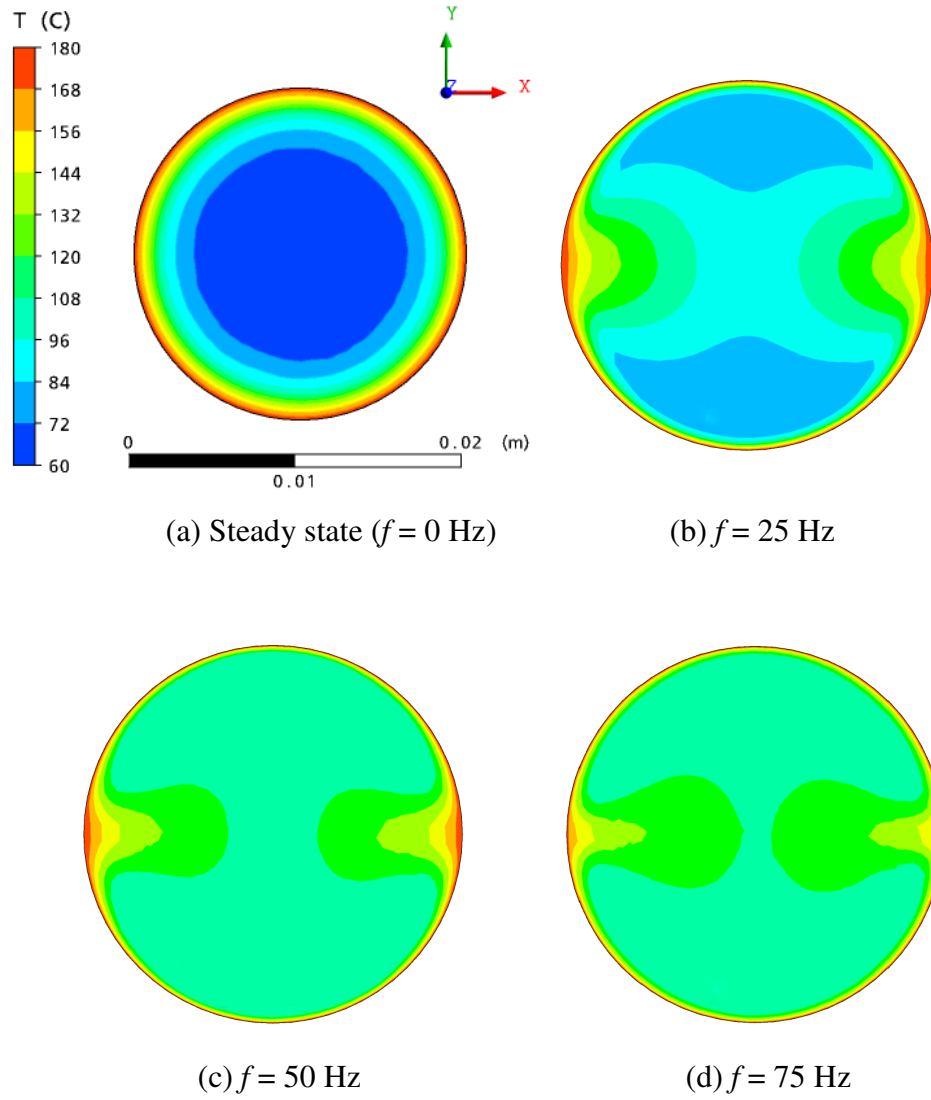 T (C)
180
168
156
144
132
120
108
96
84
72
60
Y
Z
X
0
0.02 (m)
0.01
(a) Steady state (f = 0 Hz)
(b) f = 25 Hz
(c) f = 50 Hz
(d) f = 75 Hz